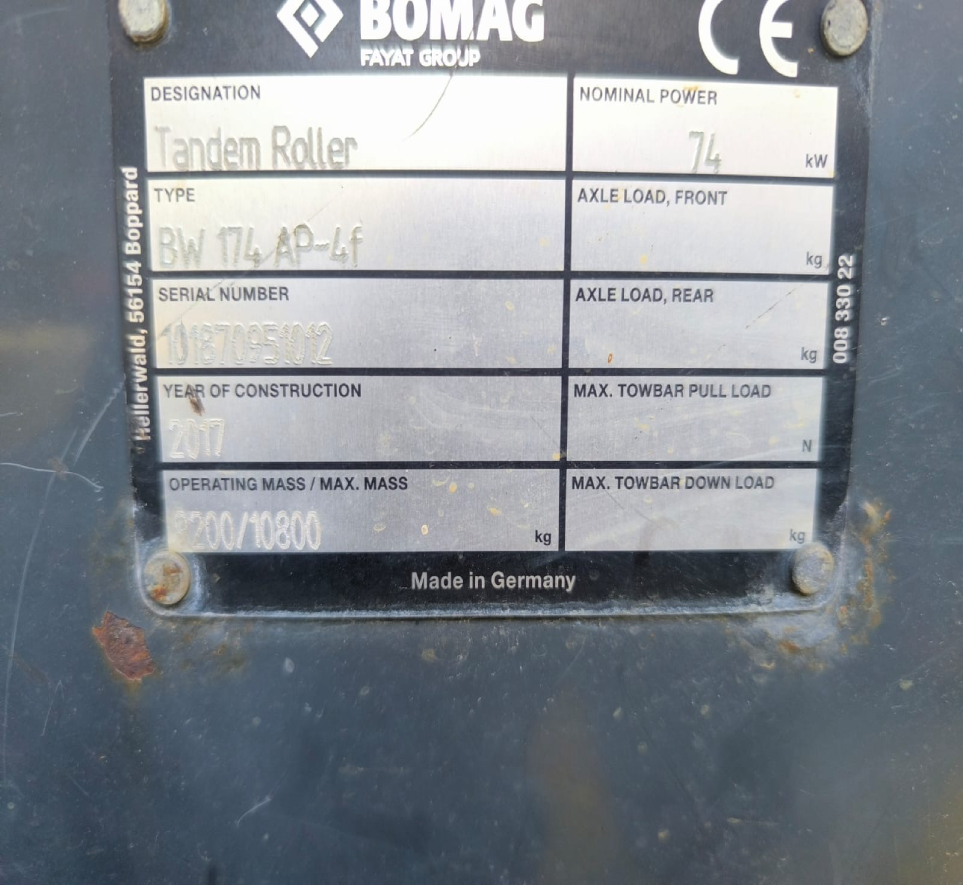 BOMAG
FAYAT GROUP
CE
DESIGNATION
Tandem Roller
NOMINAL POWER
74 kW
TYPE
BW 174 AP-4f
AXLE LOAD, FRONT
kg
SERIAL NUMBER
101870951012
AXLE LOAD, REAR
kg
YEAR OF CONSTRUCTION
2017
MAX. TOWBAR PULL LOAD
N
OPERATING MASS / MAX. MASS
/10800 kg
MAX. TOWBAR DOWN LOAD
kg
Made in Germany
Hellerwald, 56154 Boppard
008 330 22